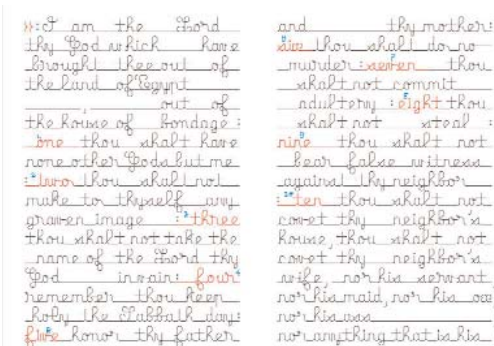 I am the Lord
thy God which have
brought thee out of
the land of Egypt
, out of
the house of bondage :
one thou shalt have
none other Gods but me
: two thou shalt not
make to thyself any
graven image : three
thou shalt not take the
name of the Lord thy
God in vain : four
remember thou keep
holy the Sabbath day :
five honor thy father
and thy mother :
six thou shalt do no
murder : seven thou
shalt not commit
adultery : eight thou
shalt not steal :
nine thou shalt not
bear false witness
against thy neighbor
: ten thou shalt not
covet thy neighbor's
house, thou shalt not
covet thy neighbor's
wife, nor his servant
nor his maid, nor his ox
nor his ass
nor anything that is his